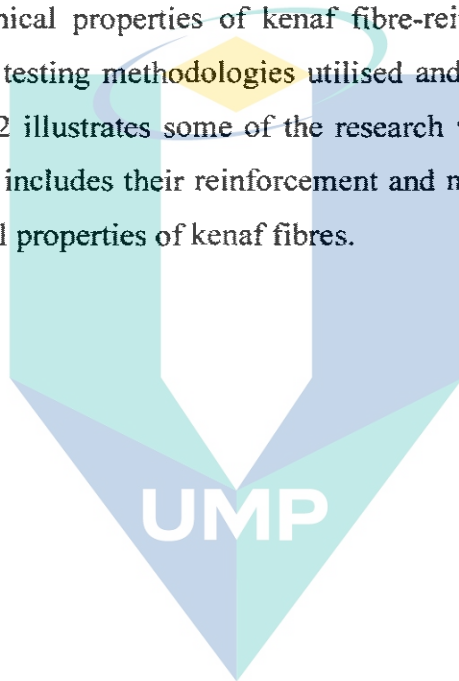 nical properties of kenaf fibre-rei
testing methodologies utilised and
2 illustrates some of the research
includes their reinforcement and
l properties of kenaf fibres.
UMP